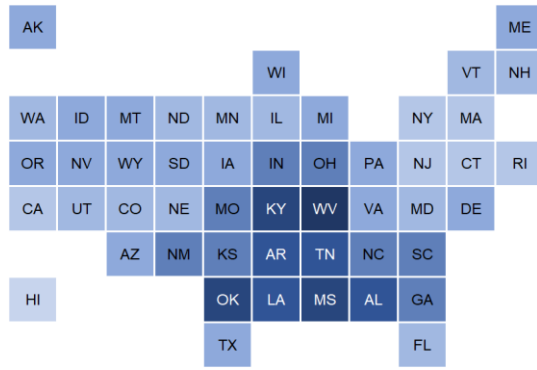 AK ME
WI VT NH
WA ID MT ND MN IL MI NY MA
OR NV WY SD IA IN OH PA NJ CT RI
CA UT CO NE MO KY WV VA MD DE
AZ NM KS AR TN NC SC
HI OK LA MS AL GA
TX FL